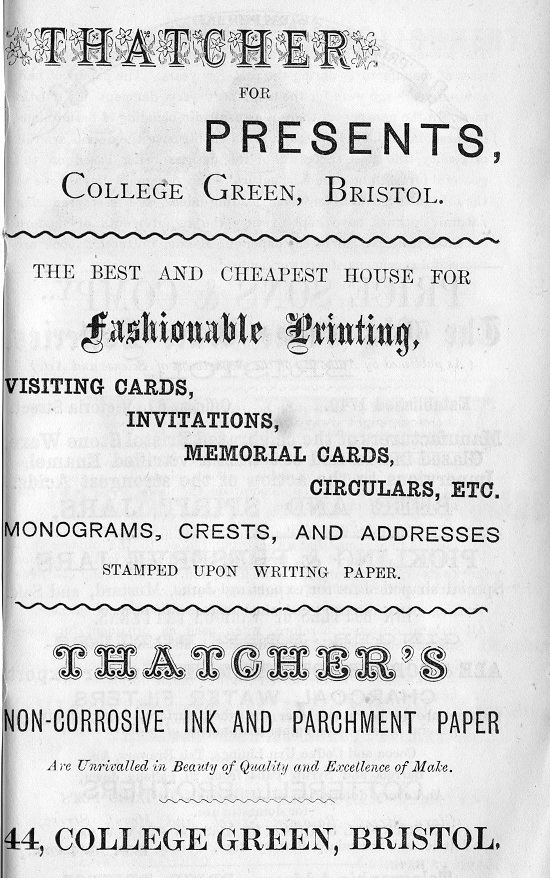 THATCHER
FOR
PRESENTS,
COLLEGE GREEN, BRISTOL.
THE BEST AND CHEAPEST HOUSE FOR
Fashionable Printing,
VISITING CARDS,
INVITATIONS,
MEMORIAL CARDS,
CIRCULARS, ETC.
MONOGRAMS, CRESTS, AND ADDRESSES
STAMPED UPON WRITING PAPER.
THATCHER'S
NON-CORROSIVE INK AND PARCHMENT PAPER
Are Unrivalled in Beauty of Quality and Excellence of Make.
44, COLLEGE GREEN, BRISTOL.